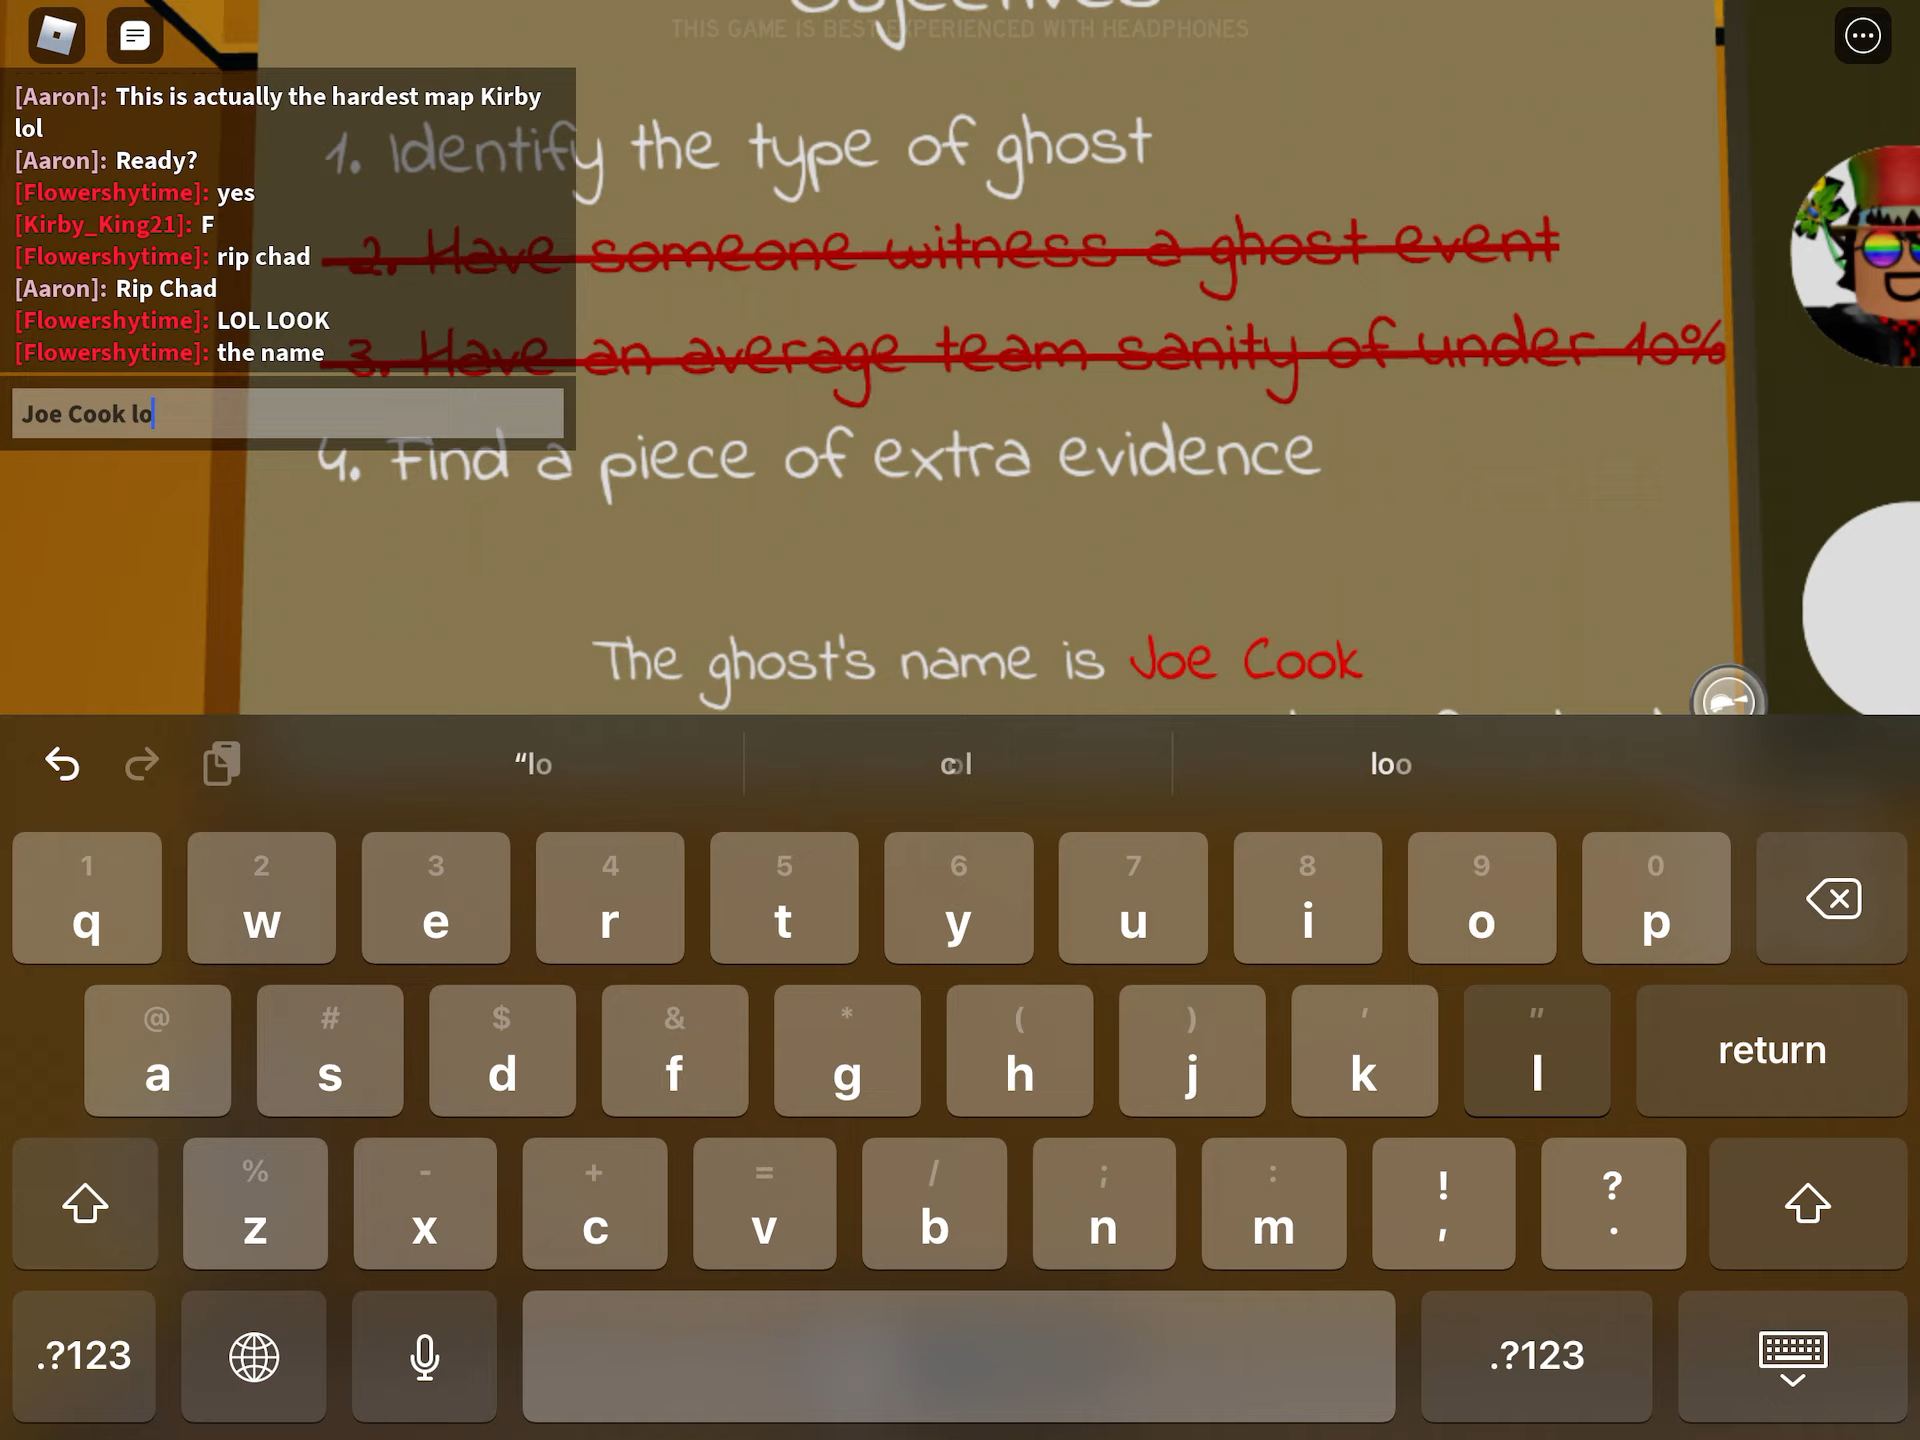 Objectives
THIS GAME IS BEST EXPERIENCED WITH HEADPHONES
[Aaron]: This is actually the hardest map Kirby
lol
[Aaron]: Ready?
[Flowershytime]: yes
[Kirby_King21]: F
[Flowershytime]: rip chad
[Aaron]: Rip Chad
[Flowershytime]: LOL LOOK
[Flowershytime]: the name
Joe Cook lo
1. Identify the type of ghost
2. Have someone witness a ghost event
3. Have an average team sanity of under 10%
4. Find a piece of extra evidence
The ghost's name is Joe Cook
“lo loo
1 2 3 4 5 6 7 8 9 0
q w e r t y u i o p
@ # $ & * ( ) ' "
a s d f g h j k l return
% - + = / ; : ! ?
z x c v b n m , .
.?123 .?123